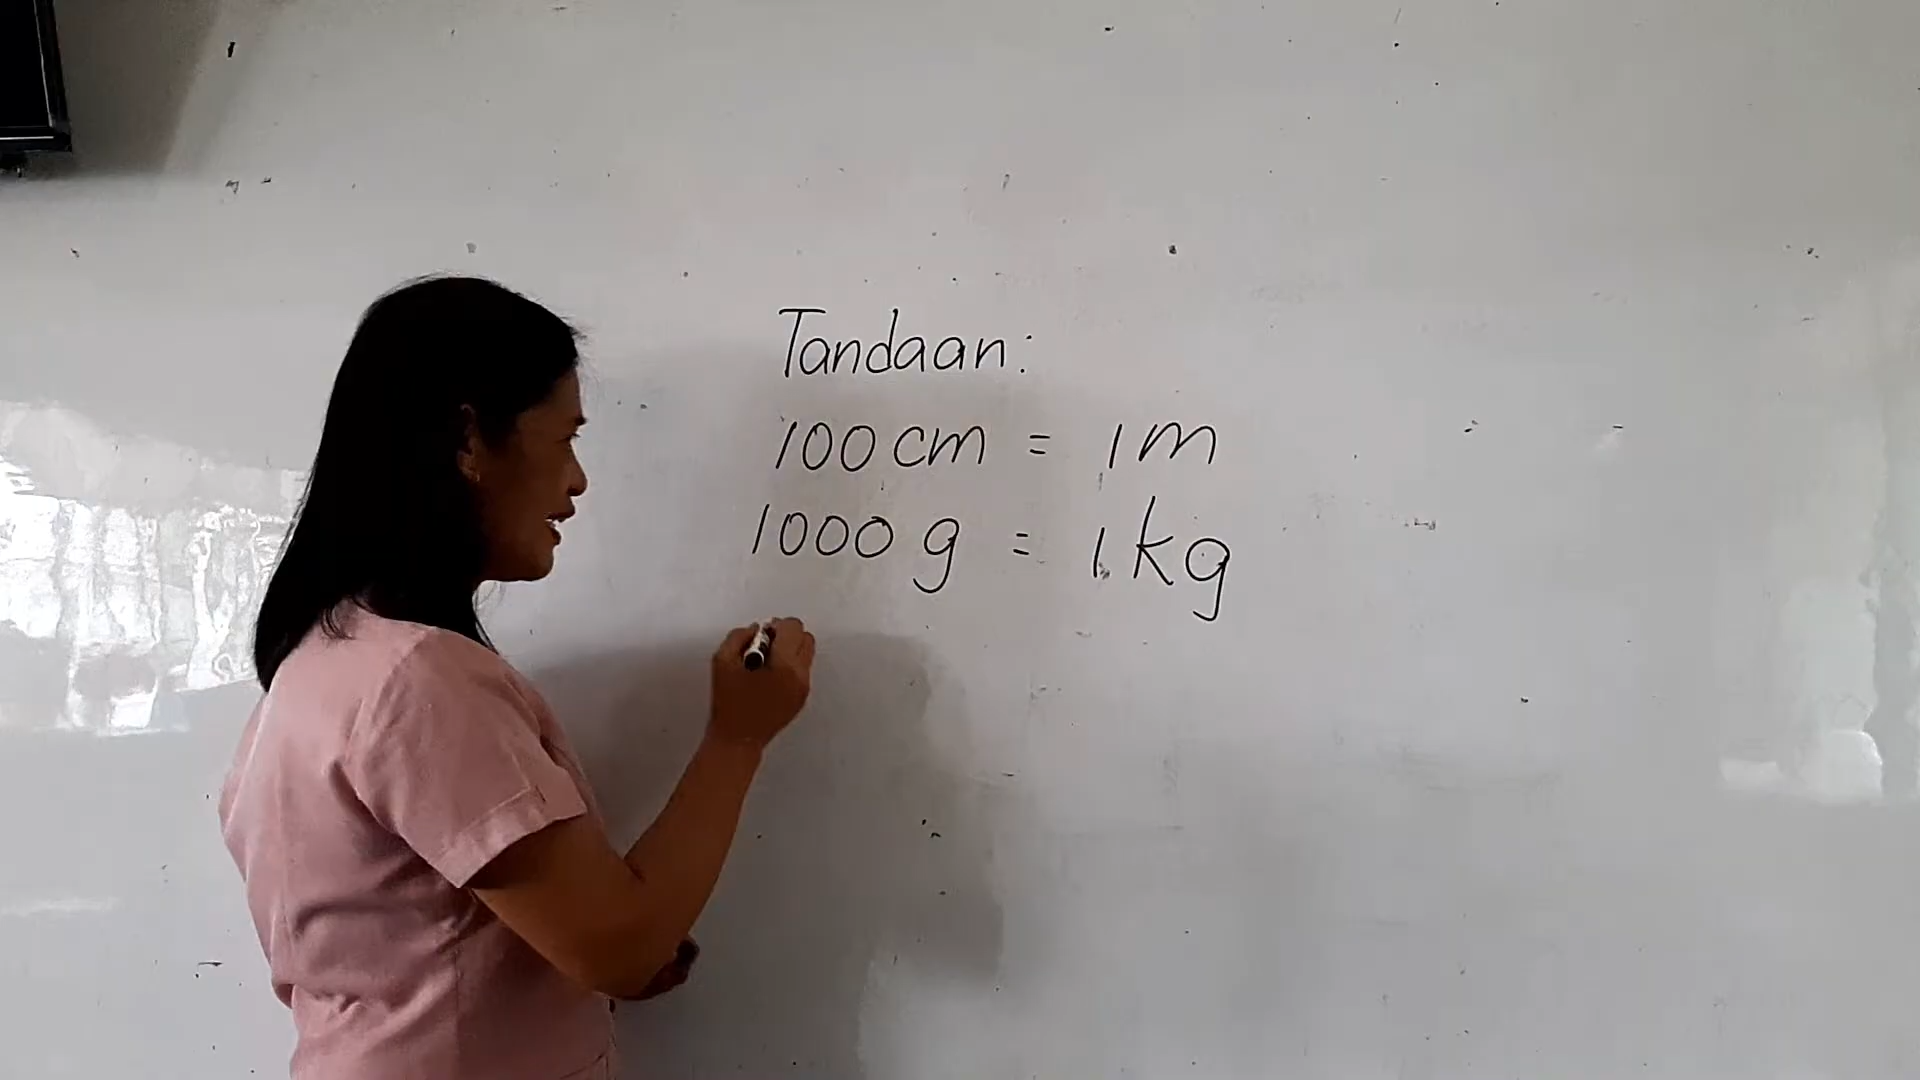 Tandaan:
100 cm = 1 m
1000 g = 1 kg